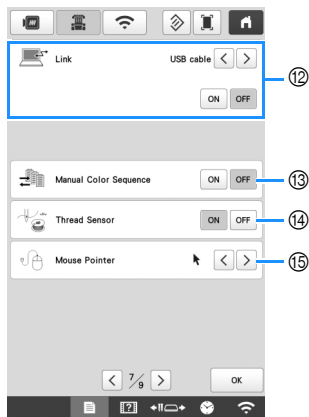 Link USB cable < >
⑫
ON OFF
Manual Color Sequence ON OFF ⑬
Thread Sensor ON OFF ⑭
Mouse Pointer < > ⑮
< 7/9 > OK
?